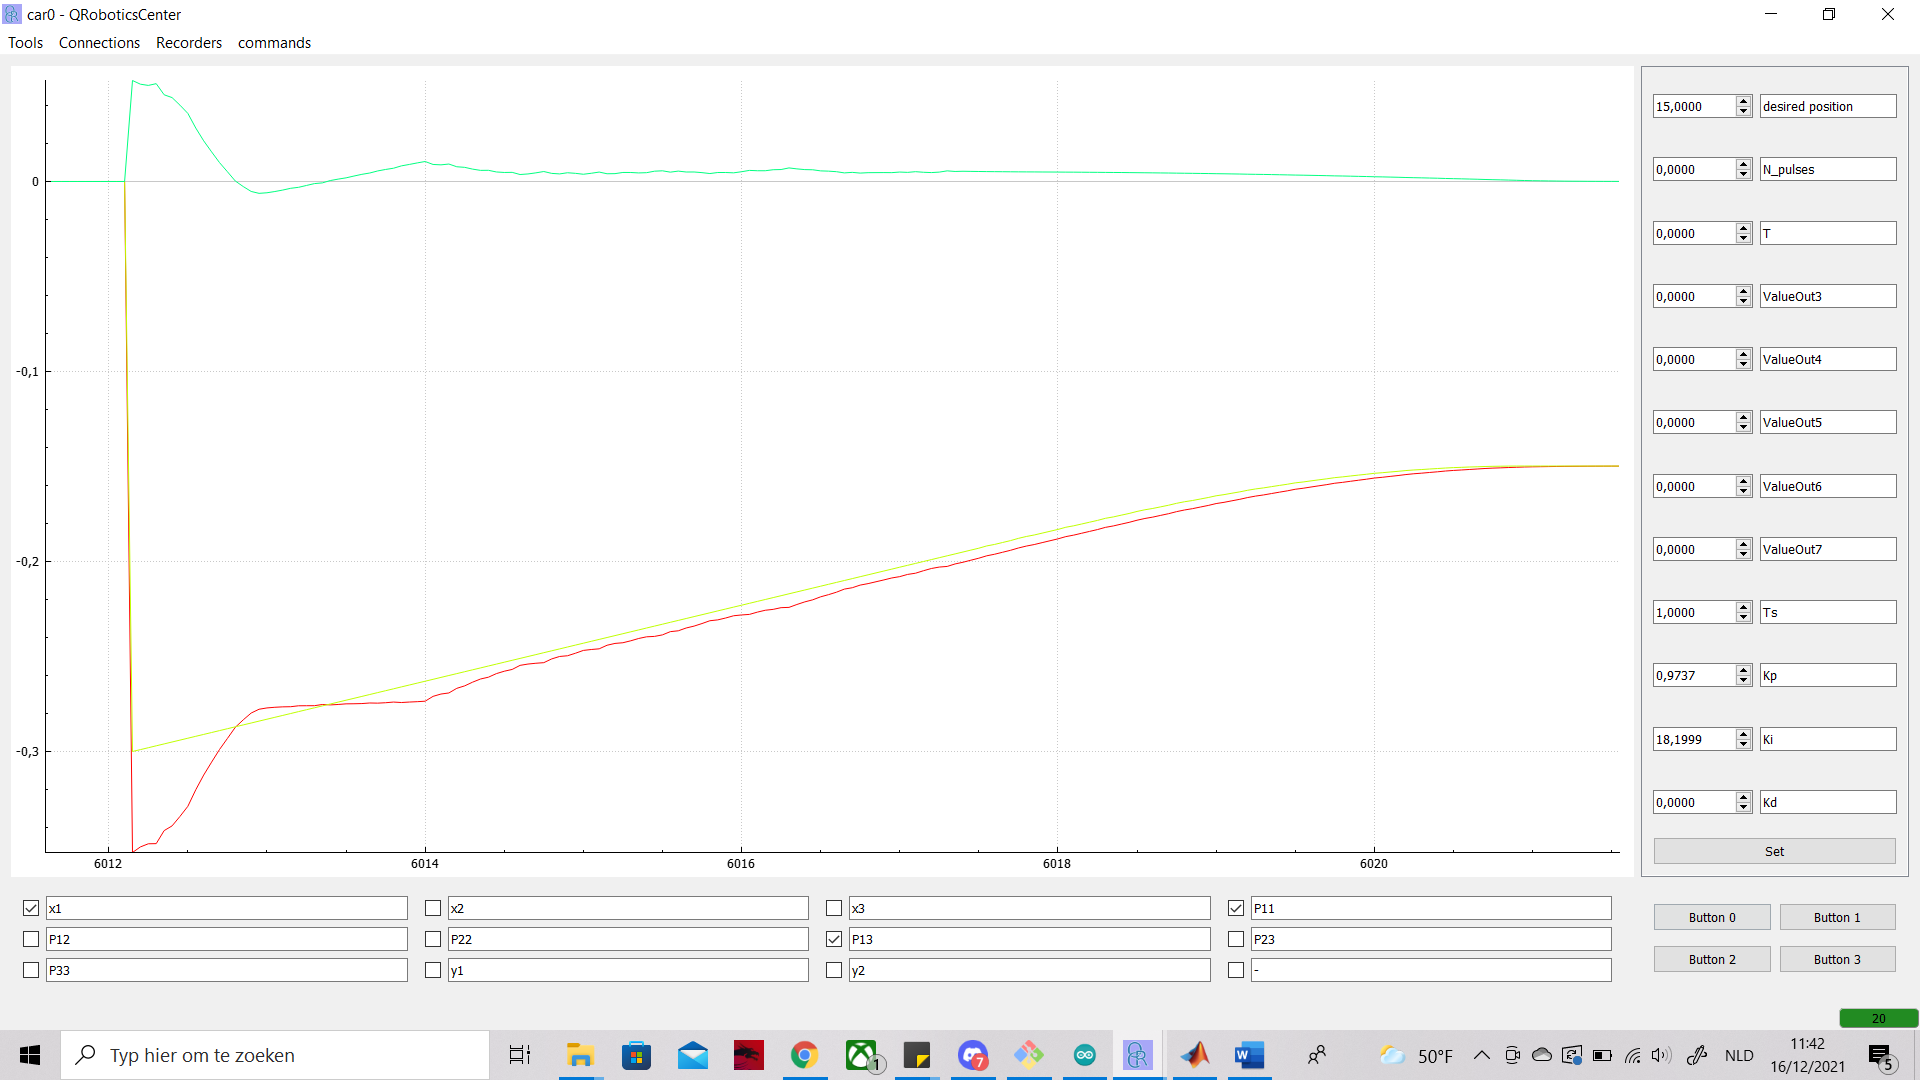 car0 - QRoboticsCenter
Tools Connections Recorders commands
0
-0,1
-0,2
-0,3
6012 6014 6016 6018 6020
15,0000 desired position
0,0000 N_pulses
0,0000 T
0,0000 ValueOut3
0,0000 ValueOut4
0,0000 ValueOut5
0,0000 ValueOut6
0,0000 ValueOut7
1,0000 Ts
0,9737 Kp
18,1999 Ki
0,0000 Kd
Set
x1 x2 x3 P11
P12 P22 P13 P23
P33 y1 y2 -
Button 0 Button 1
Button 2 Button 3
20
Typ hier om te zoeken
1
7
50°F
NLD
11:42
16/12/2021
5